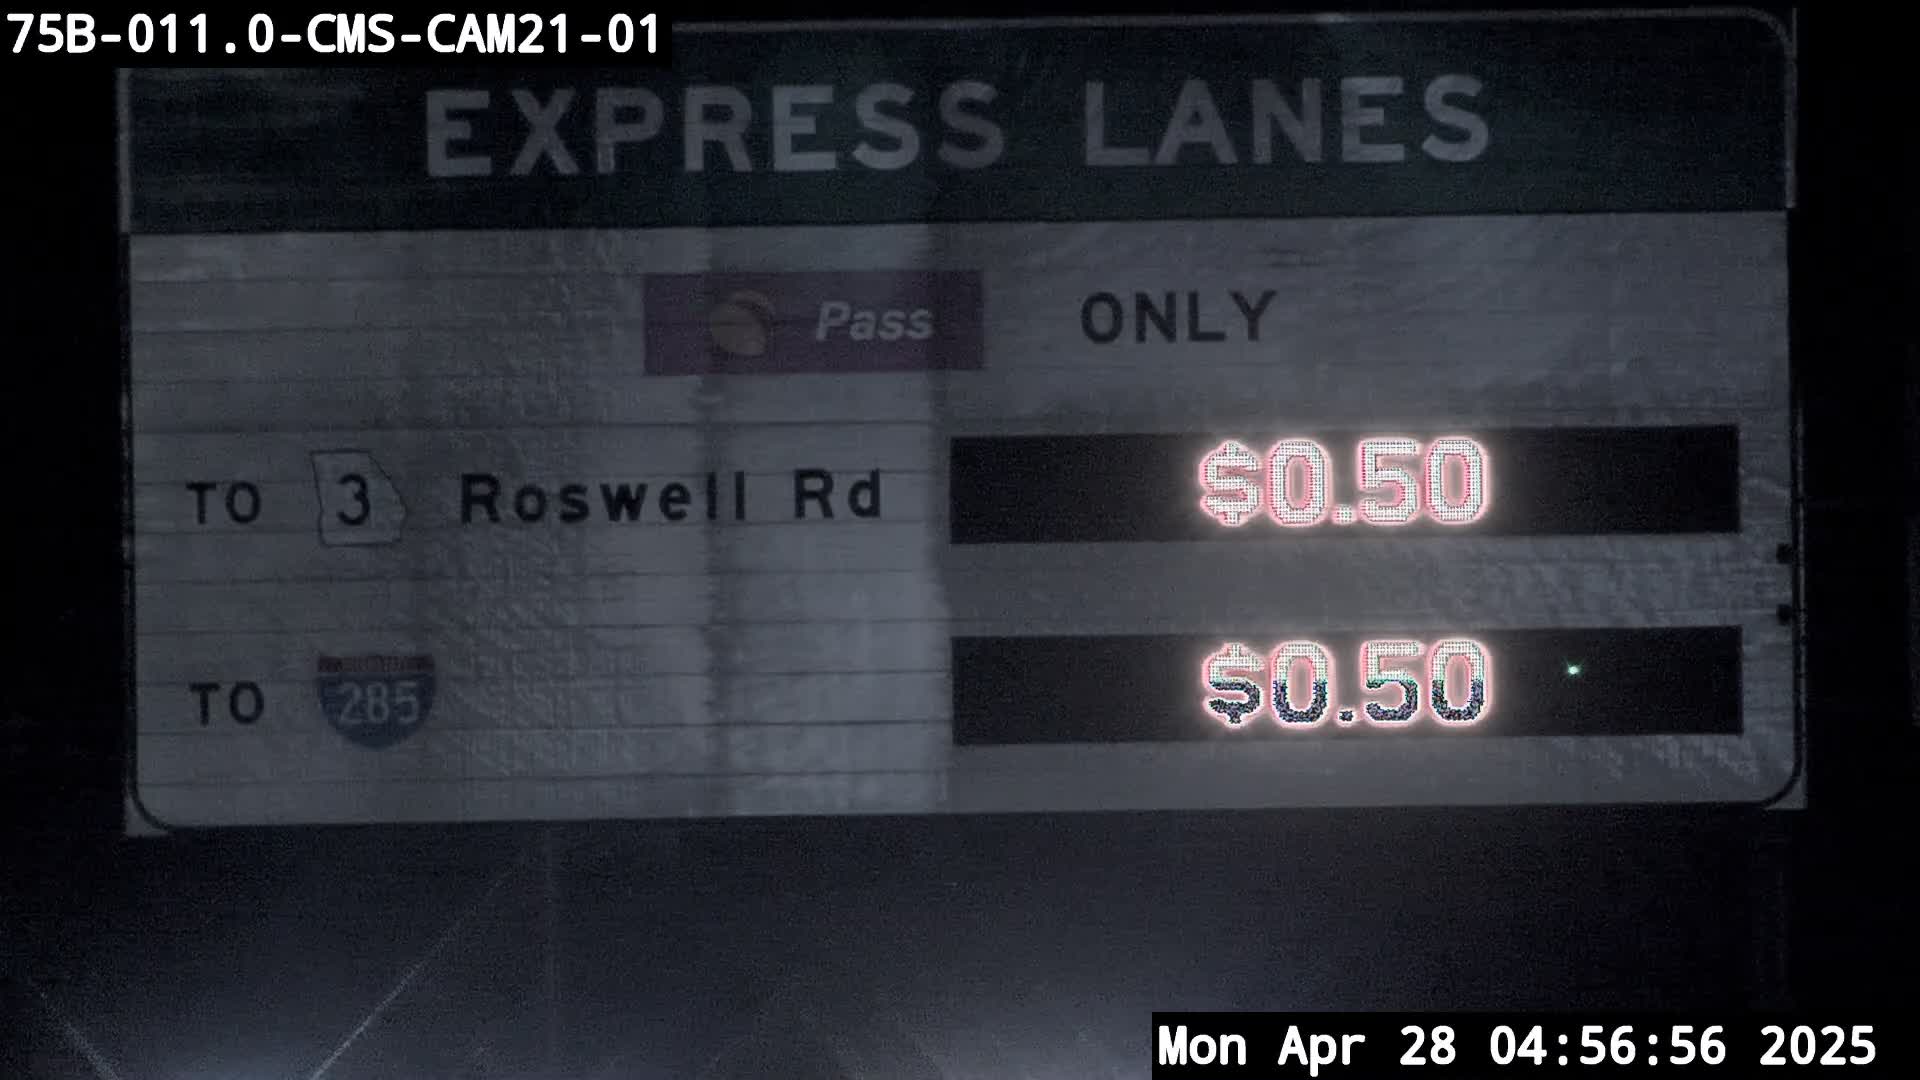 75B-011.0-CMS-CAM21-01
EXPRESS LANES
Pass ONLY
TO 3 Roswell Rd $0.50
TO 285 $0.50
Mon Apr 28 04:56:56 2025